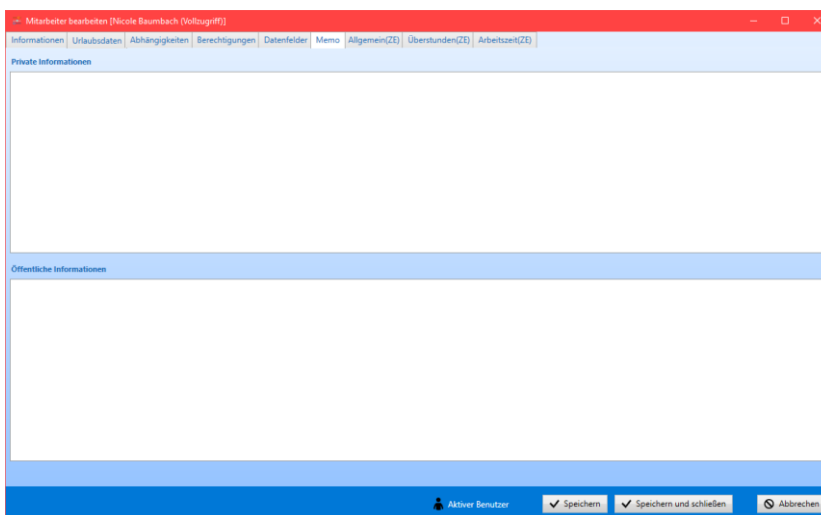 Mitarbeiter bearbeiten [Nicole Baumbach (Vollzugriff)]
Informationen Urlaubsdaten Abhängigkeiten Berechtigungen Datenfelder Memo Allgemein(ZE) Überstunden(ZE) Arbeitszeit(ZE)
Private Informationen
Öffentliche Informationen
Aktiver Benutzer Speichern Speichern und schließen Abbrechen